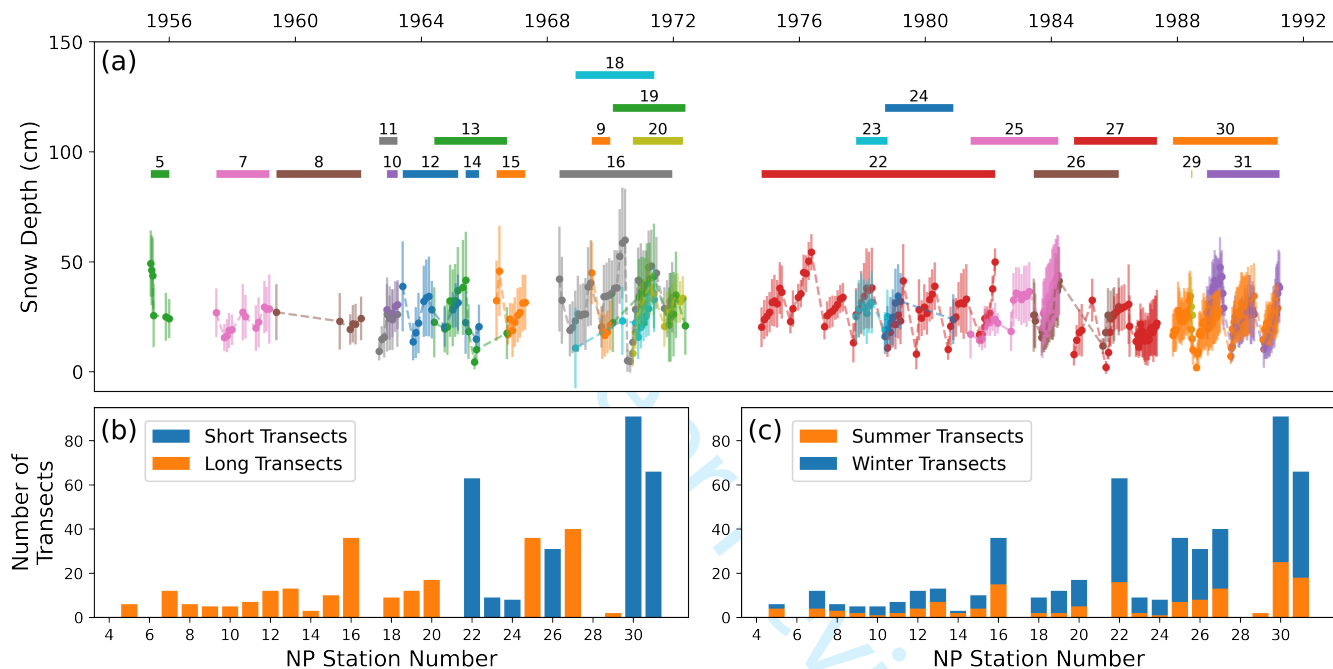 1956 1960 1964 1968 1972 1976 1980 1984 1988 1992
150
(a)
18
19
24
11
13
9
20
23
25
27
30
100
5
7
8
10
12
14
15
16
22
26
29
31
50
0
Snow Depth (cm)
(b)
Short Transects
Long Transects
80
60
40
20
0
Number of
Transects
4 6 8 10 12 14 16 18 20 22 24 26 28 30
NP Station Number
(c)
Summer Transects
Winter Transects
80
60
40
20
0
4 6 8 10 12 14 16 18 20 22 24 26 28 30
NP Station Number